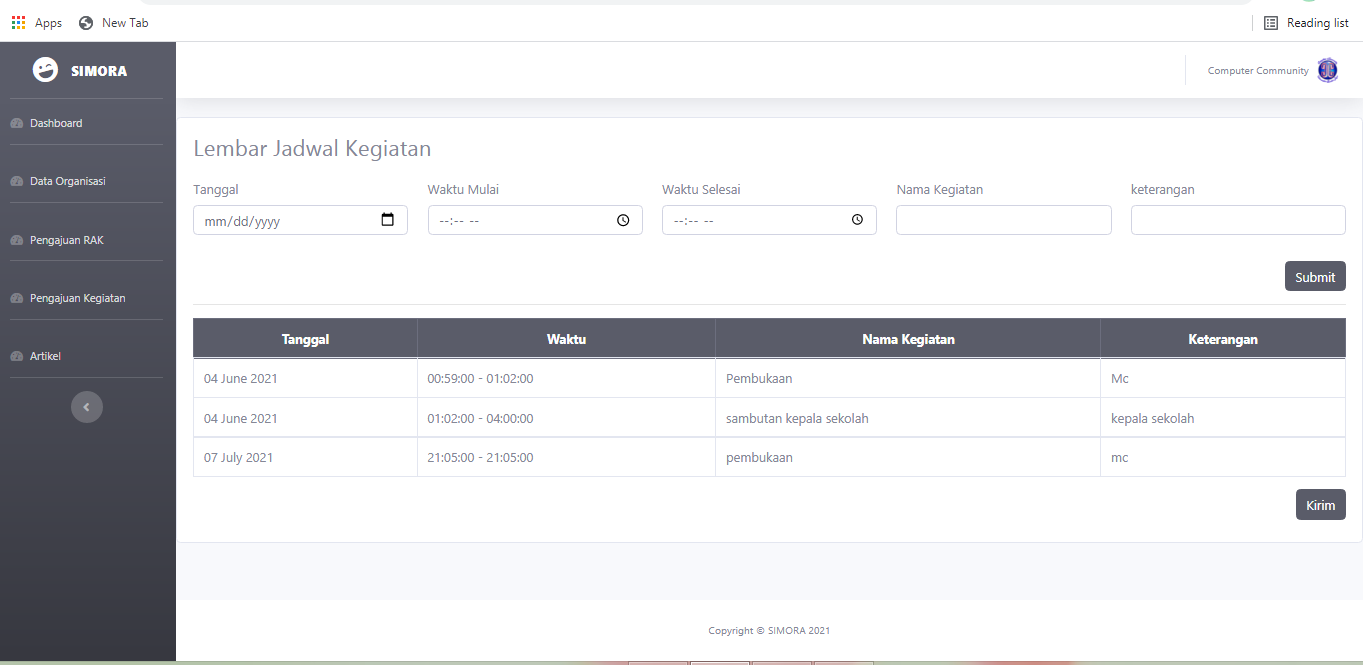 Apps New Tab Reading list
SIMORA
Computer Community
Dashboard
Data Organisasi
Pengajuan RAK
Pengajuan Kegiatan
Artikel
Lembar Jadwal Kegiatan
Tanggal Waktu Mulai Waktu Selesai Nama Kegiatan keterangan
mm/dd/yyyy --:-- -- --:-- --
Submit
Tanggal Waktu Nama Kegiatan Keterangan
04 June 2021 00:59:00 - 01:02:00 Pembukaan Mc
04 June 2021 01:02:00 - 04:00:00 sambutan kepala sekolah kepala sekolah
07 July 2021 21:05:00 - 21:05:00 pembukaan mc
Kirim
Copyright © SIMORA 2021